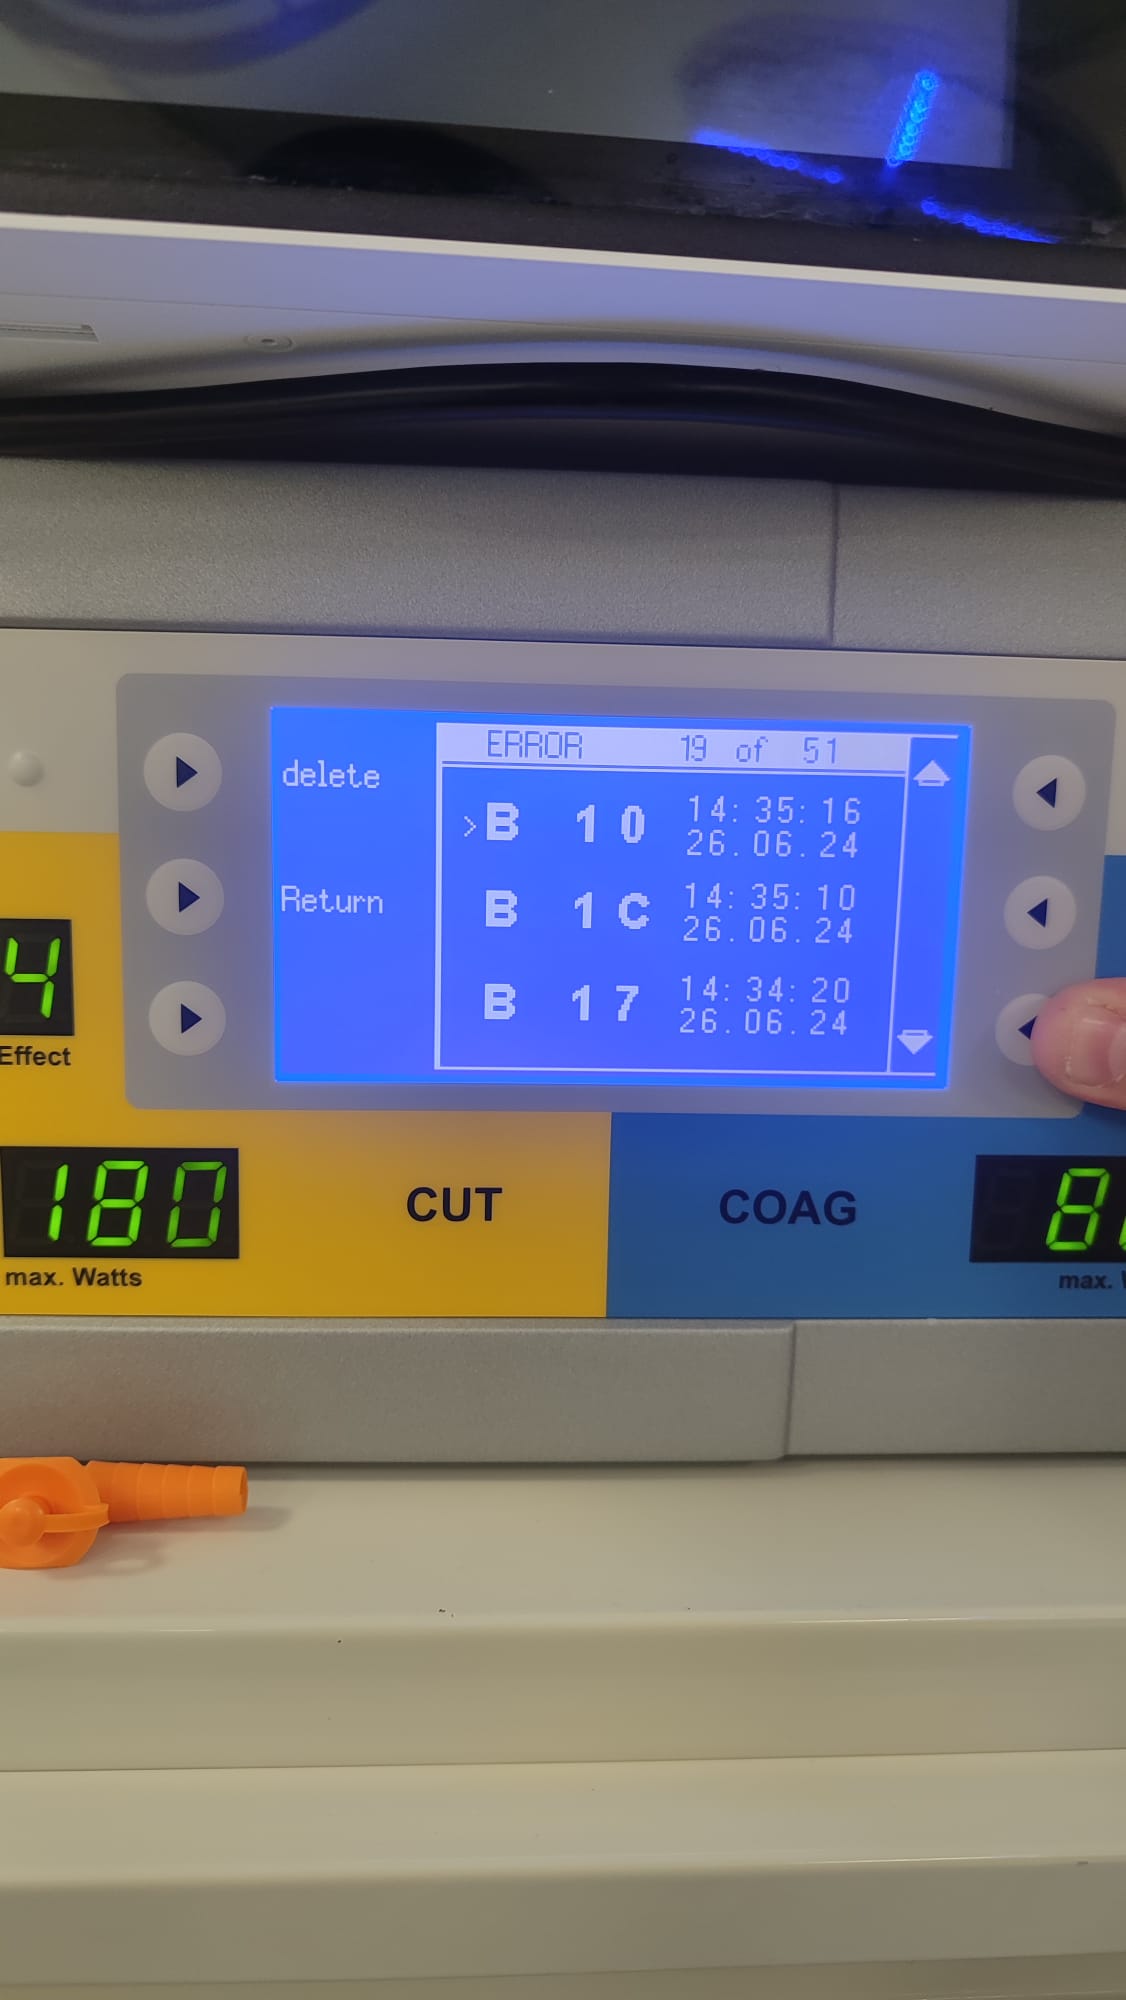 ERROR 19 of 51
delete
>B 10 14:35:16
26.06.24
Return
B 1C 14:35:10
26.06.24
B 17 14:34:20
26.06.24
4
Effect
180
max. Watts
CUT
COAG
8
max.